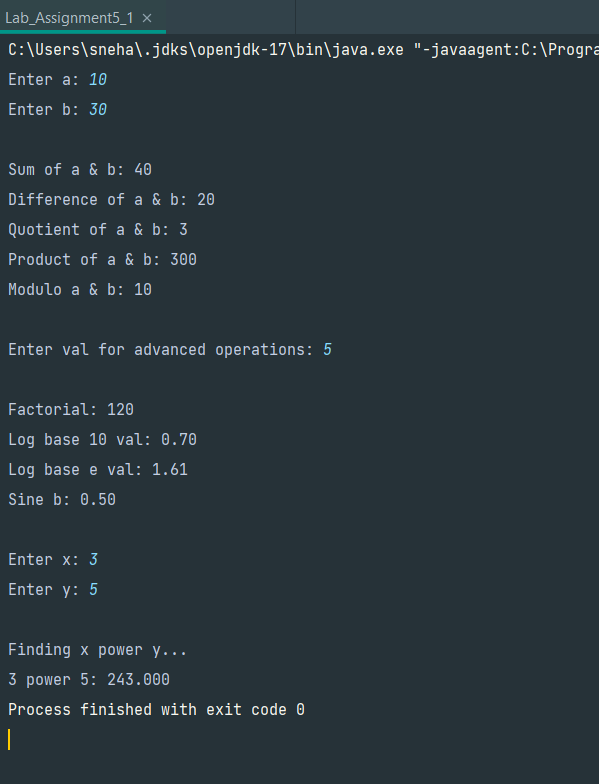 Lab_Assignment5_1 ×
C:\Users\sneha\.jdks\openjdk-17\bin\java.exe "-javaagent:C:\Progra
Enter a: 10
Enter b: 30
Sum of a & b: 40
Difference of a & b: 20
Quotient of a & b: 3
Product of a & b: 300
Modulo a & b: 10
Enter val for advanced operations: 5
Factorial: 120
Log base 10 val: 0.70
Log base e val: 1.61
Sine b: 0.50
Enter x: 3
Enter y: 5
Finding x power y...
3 power 5: 243.000
Process finished with exit code 0